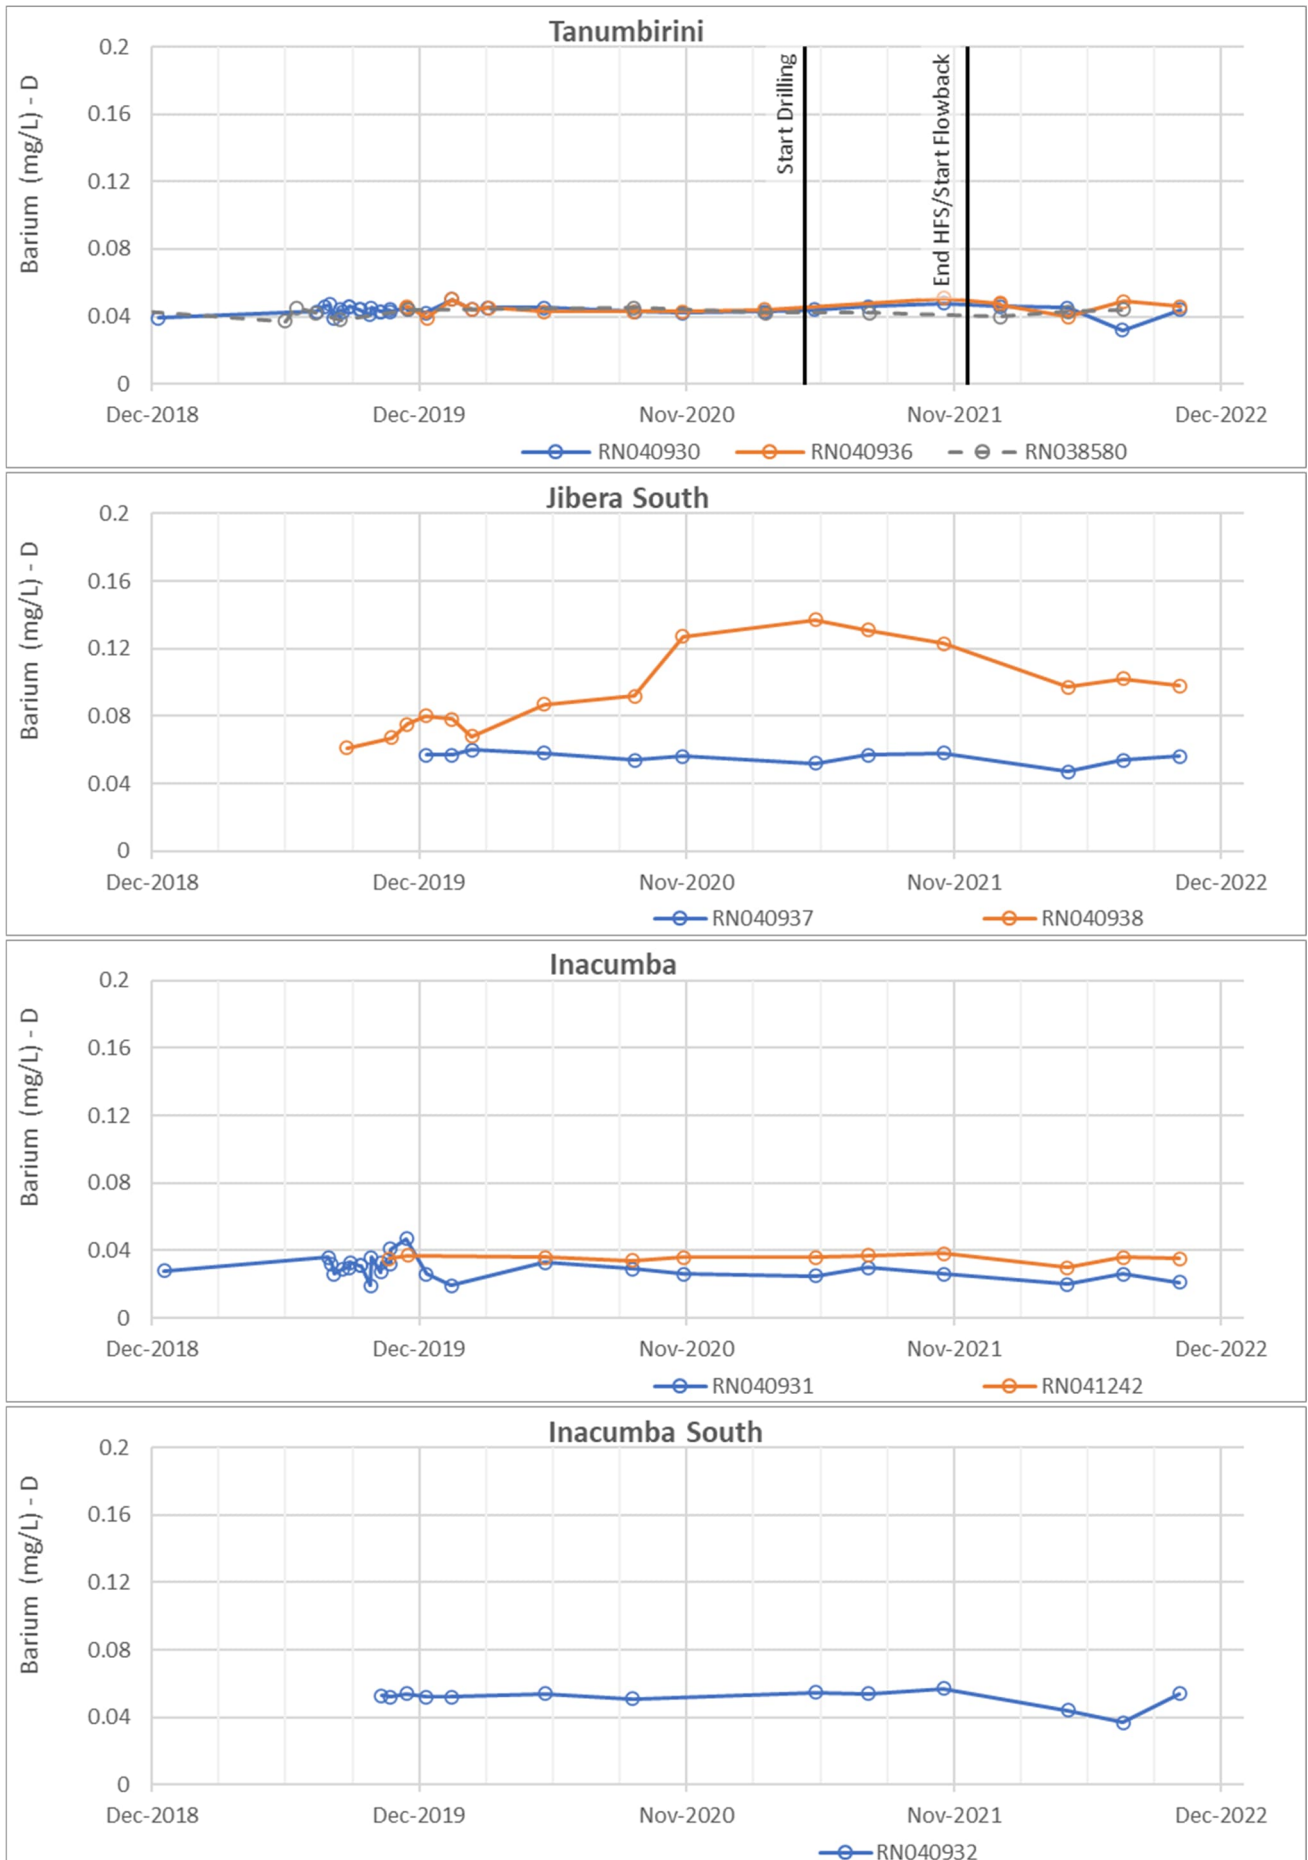 Tanumbirini
Barium (mg/L) - D
0.2
0.16
0.12
0.08
0.04
0
Start Drilling
End HFS/Start Flowback
Dec-2018 Dec-2019 Nov-2020 Nov-2021 Dec-2022
RN040930 RN040936 RN038580
Jibera South
Barium (mg/L) - D
0.2
0.16
0.12
0.08
0.04
0
Dec-2018 Dec-2019 Nov-2020 Nov-2021 Dec-2022
RN040937 RN040938
Inacumba
Barium (mg/L) - D
0.2
0.16
0.12
0.08
0.04
0
Dec-2018 Dec-2019 Nov-2020 Nov-2021 Dec-2022
RN040931 RN041242
Inacumba South
Barium (mg/L) - D
0.2
0.16
0.12
0.08
0.04
0
Dec-2018 Dec-2019 Nov-2020 Nov-2021 Dec-2022
RN040932